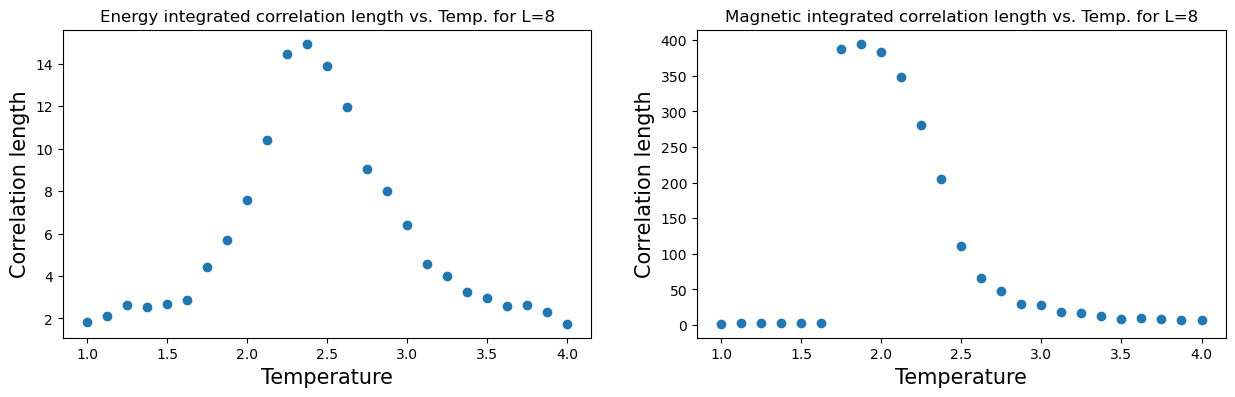 Energy integrated correlation length vs. Temp. for L=8
Correlation length
14
12
10
8
6
4
2
1.0 1.5 2.0 2.5 3.0 3.5 4.0
Temperature
Magnetic integrated correlation length vs. Temp. for L=8
Correlation length
400
350
300
250
200
150
100
50
0
1.0 1.5 2.0 2.5 3.0 3.5 4.0
Temperature